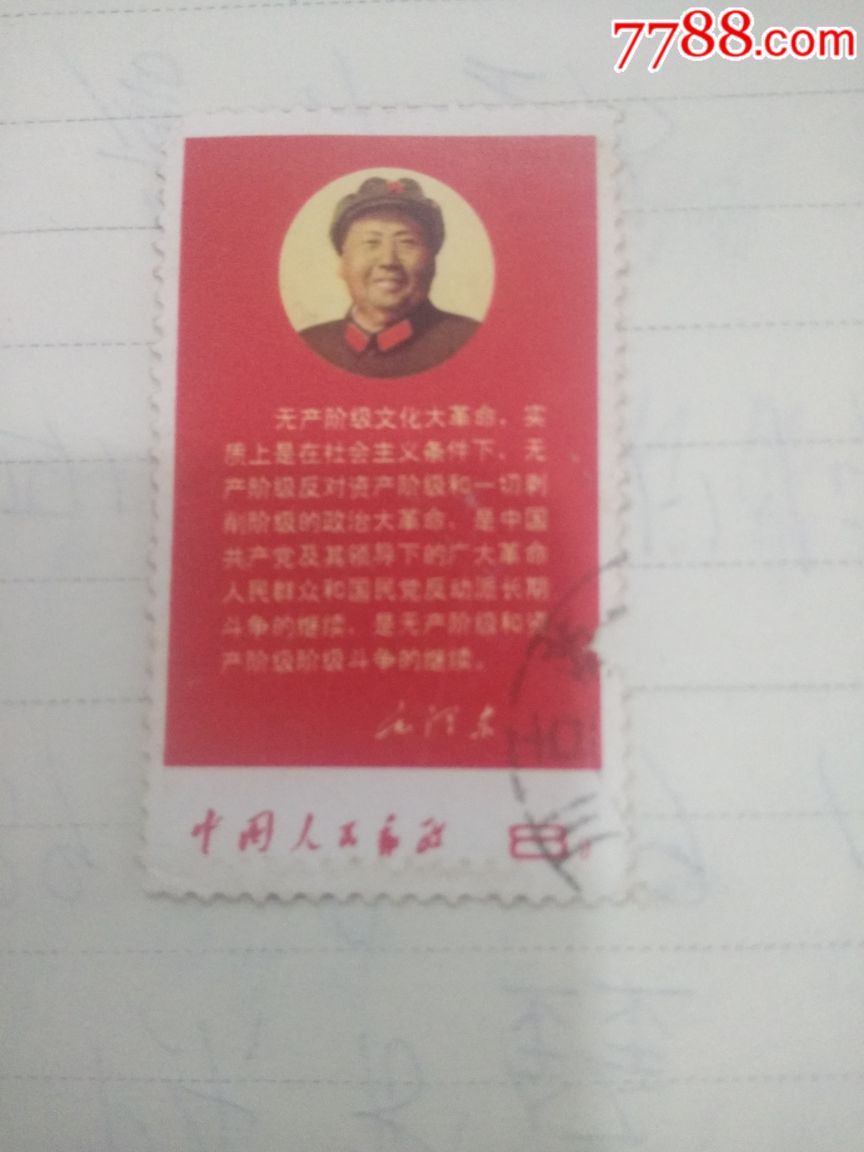 7788.com
无产阶级文化大革命，实
质上是在社会主义条件下，无
产阶级反对资产阶级和一切剥
削阶级的政治大革命，是中国
共产党及其领导下的广大革命
人民群众和国民党反动派长期
斗争的继续，是无产阶级和资
产阶级阶级斗争的继续。
毛泽东
中国人民邮政 8分